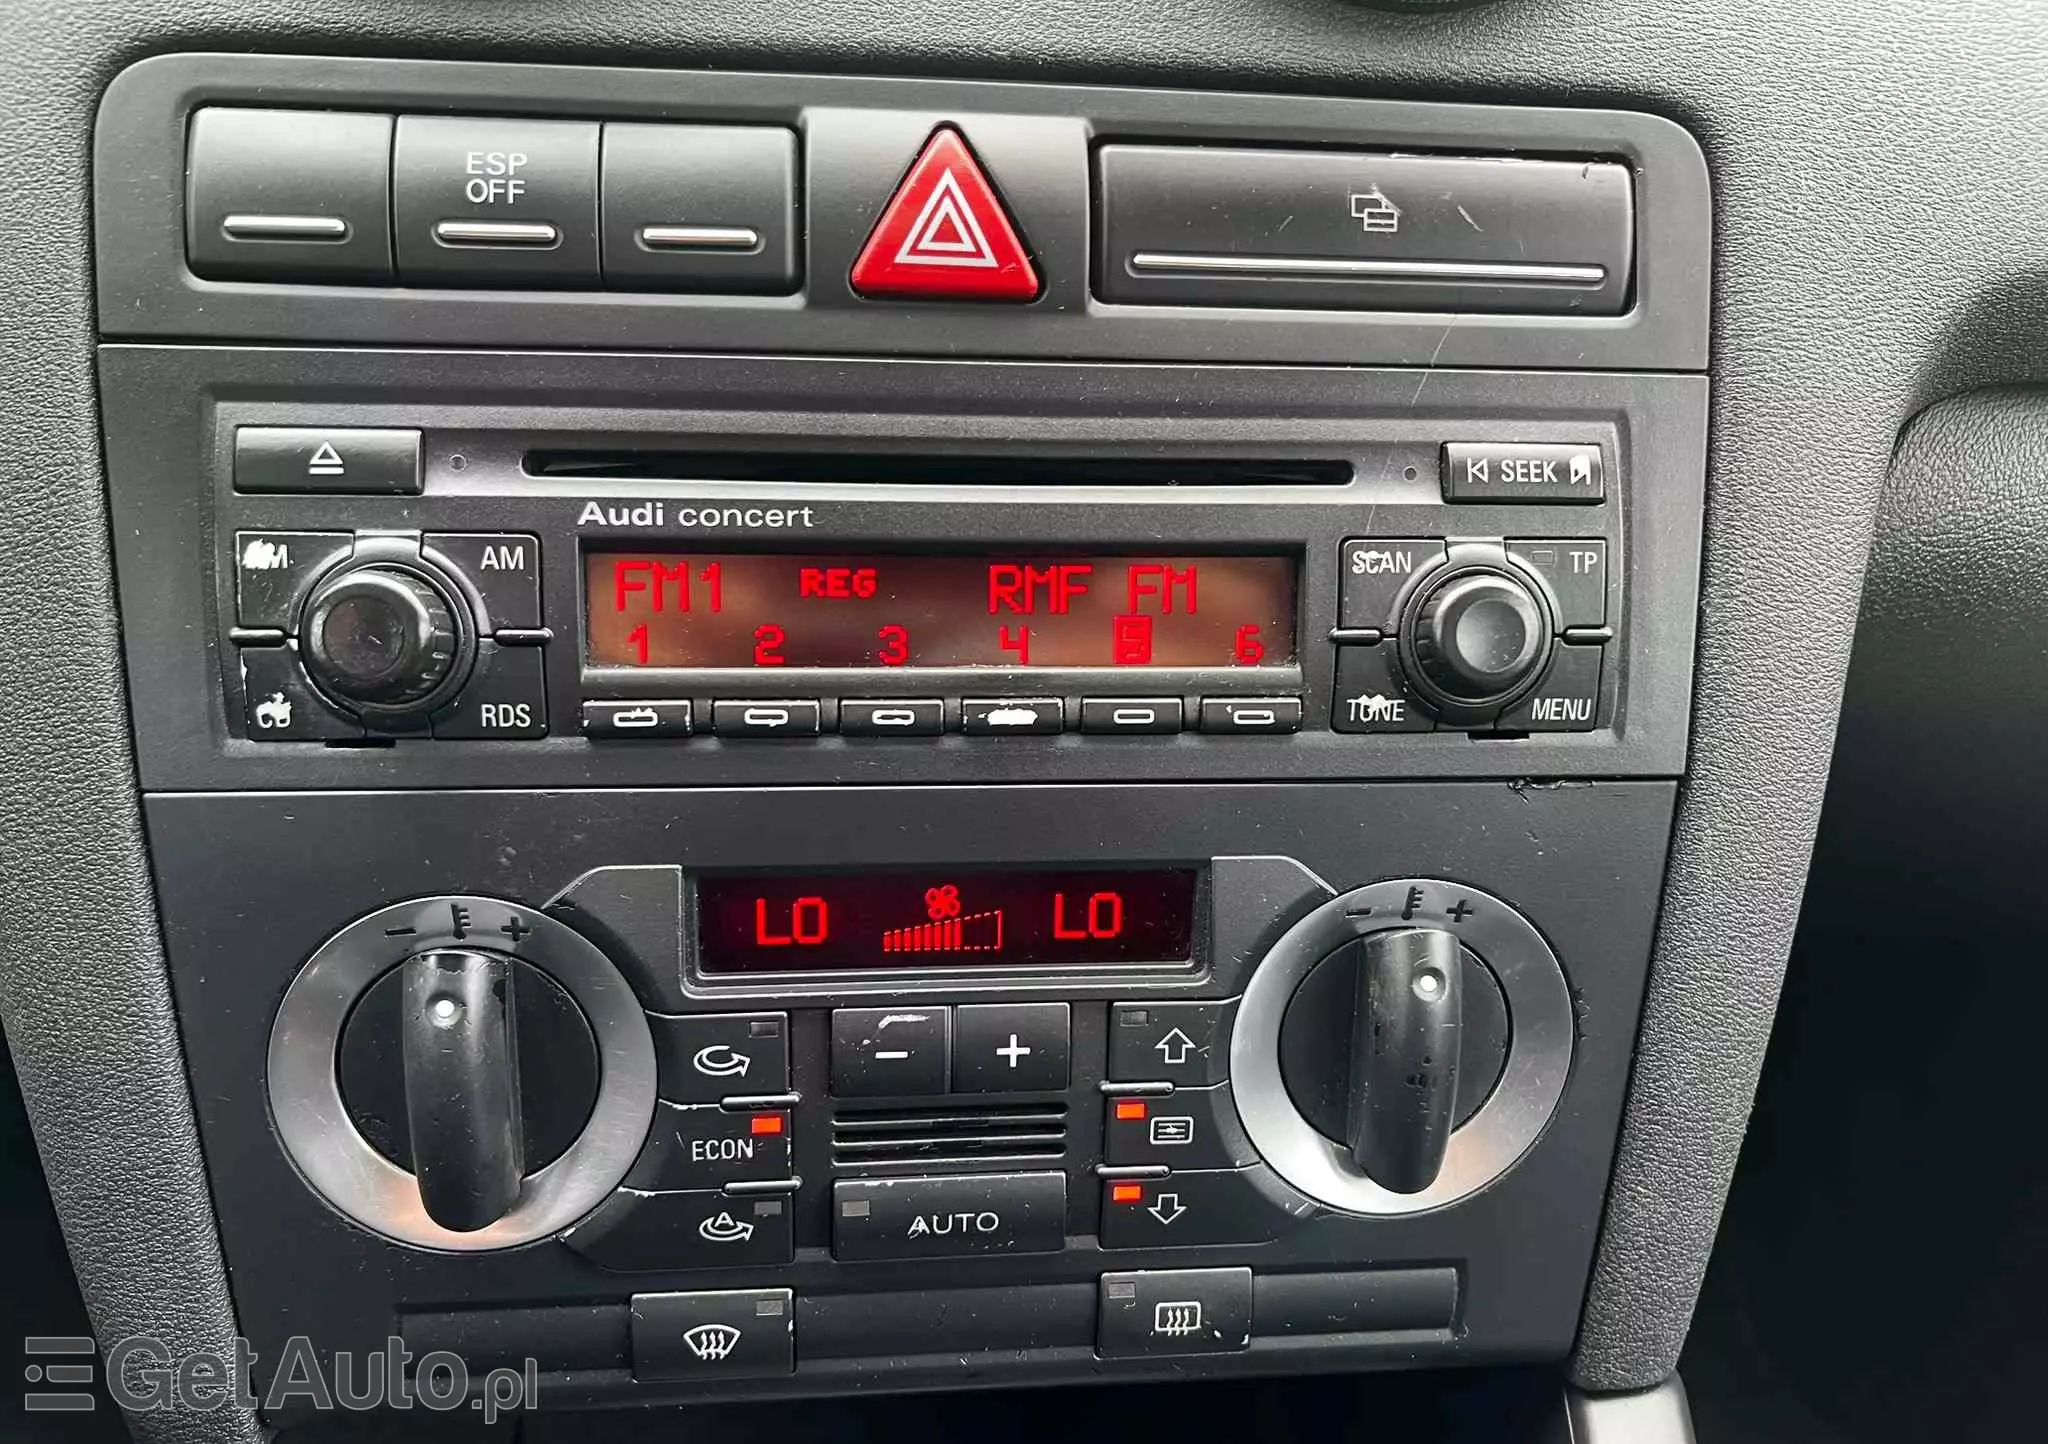 ESP
OFF
SEEK
Audi concert
AM
SCAN
TP
FM1 REG RMF FM
1 2 3 4 5 6
CD
RDS
TUNE
MENU
- +
- +
LO LO
- +
ECON
A
AUTO
GetAuto.pl